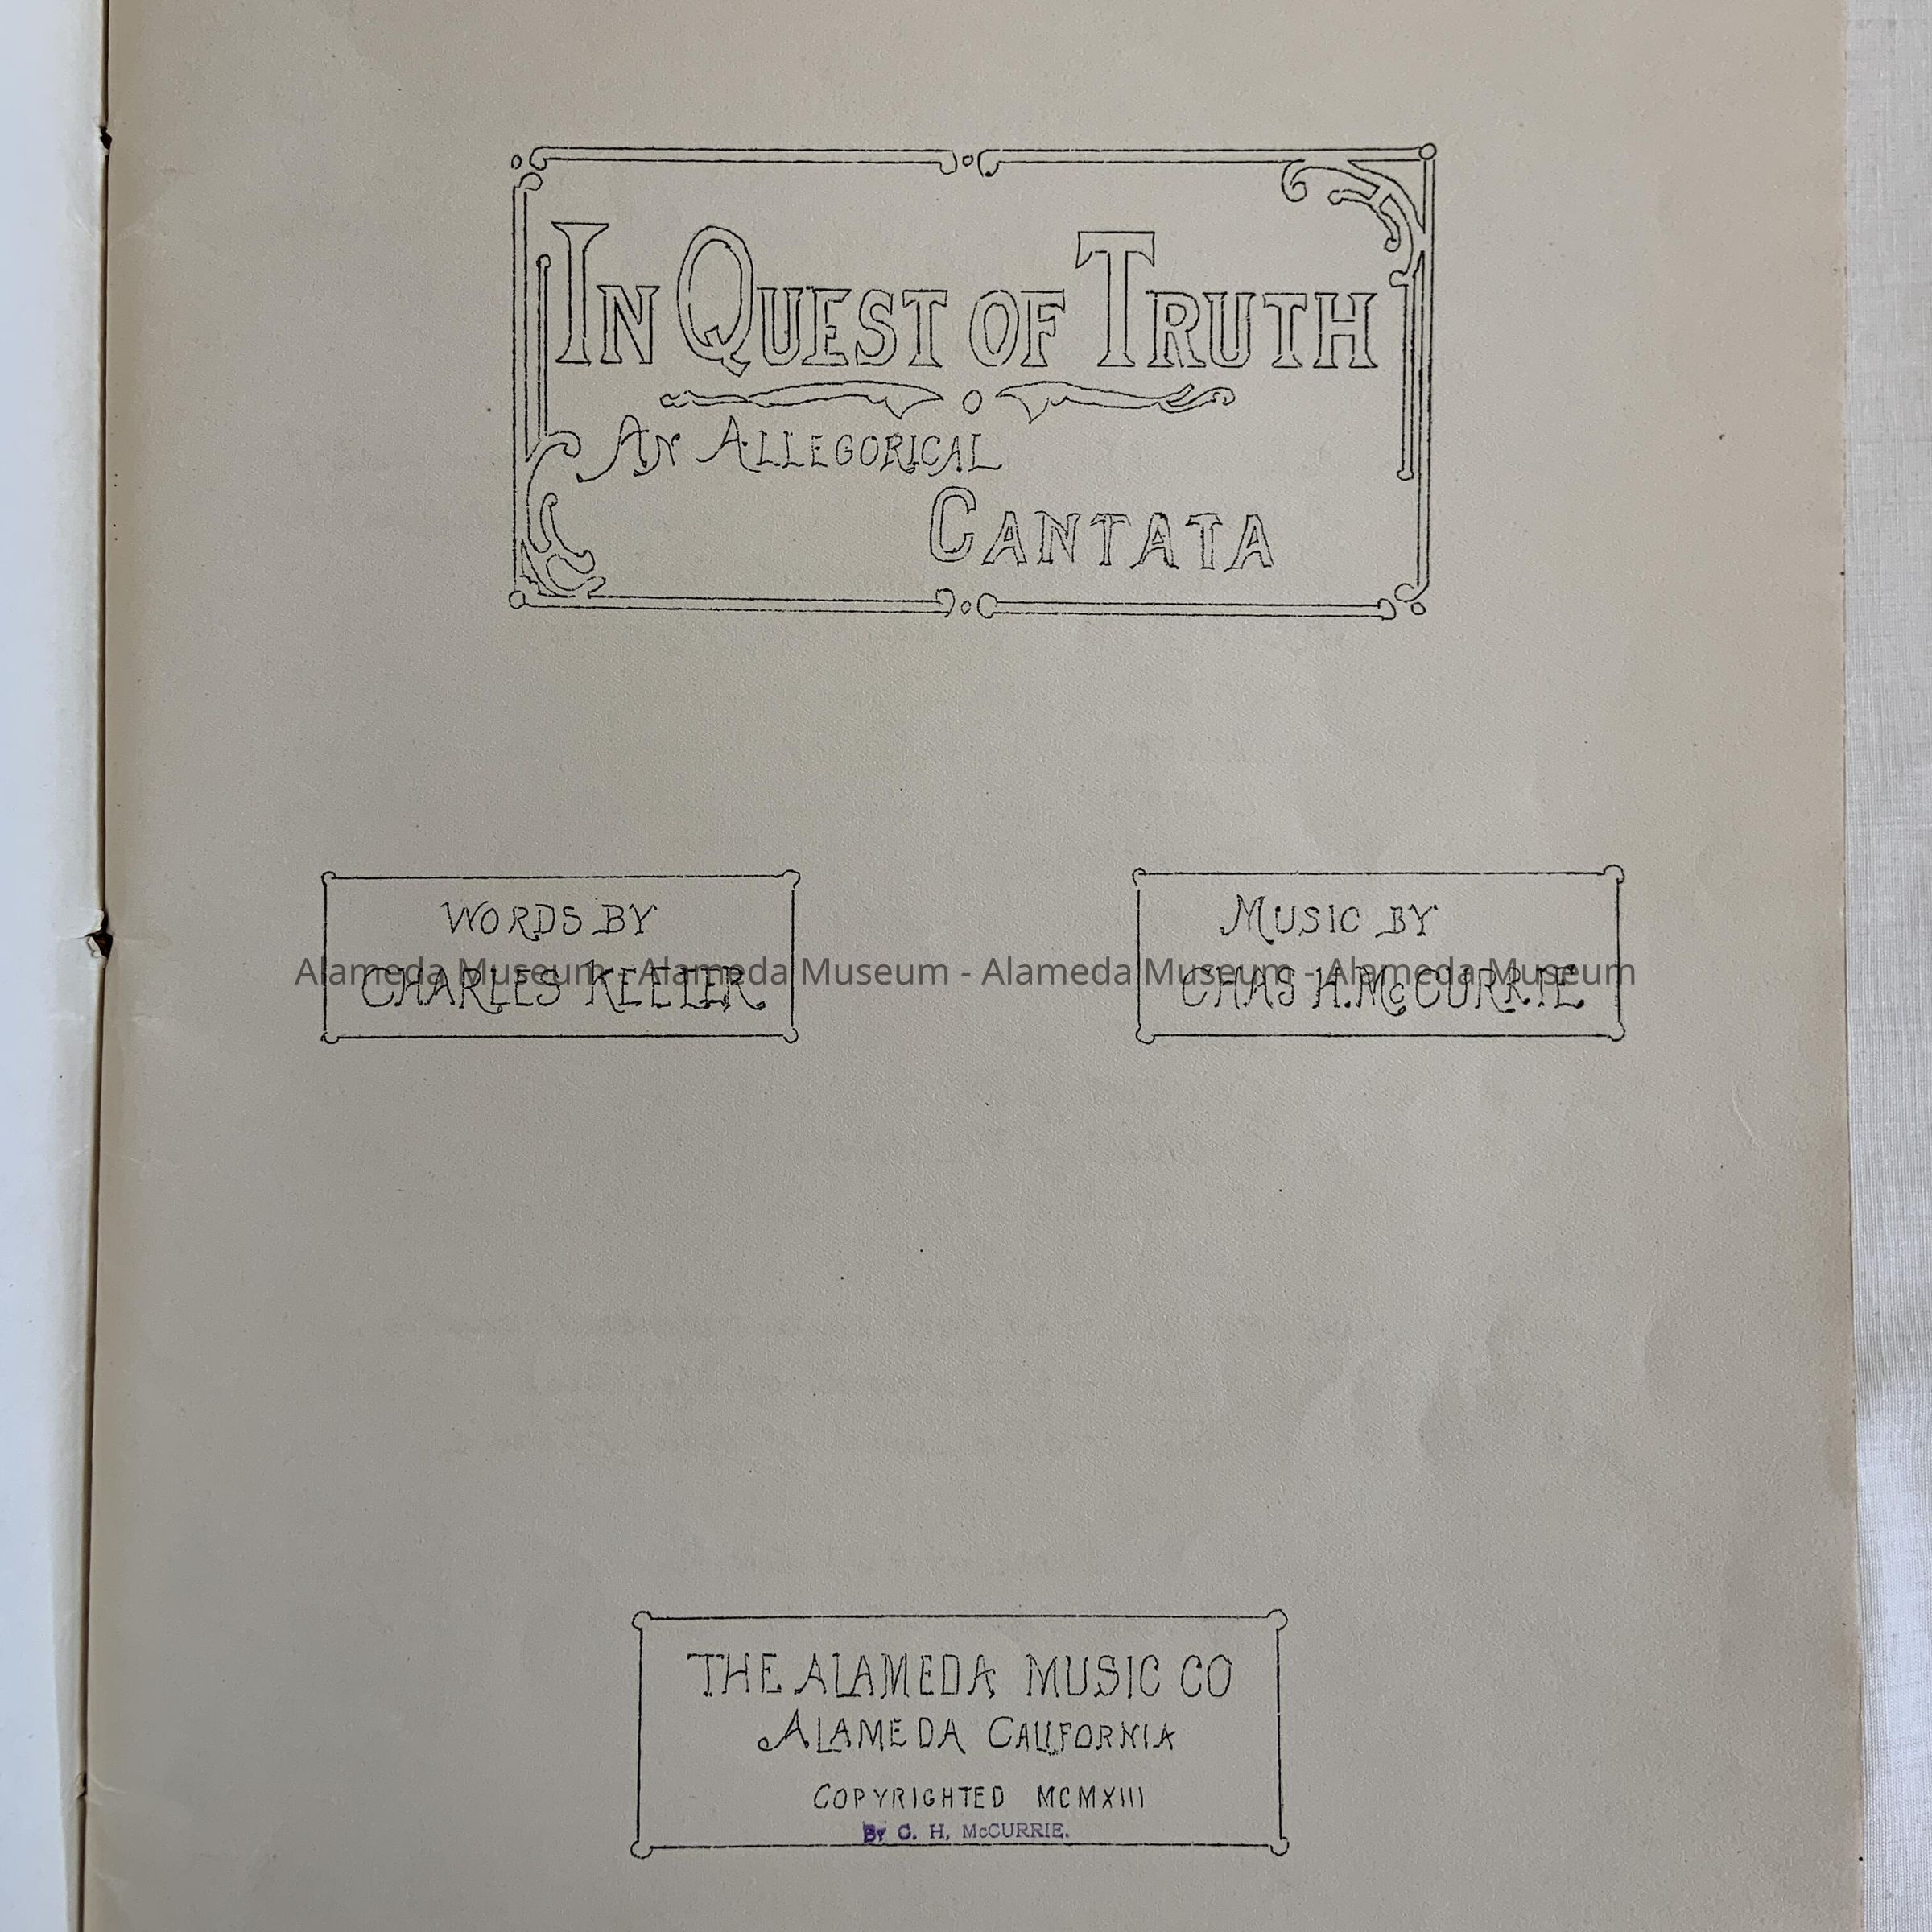 IN QUEST OF TRUTH
AN ALLEGORICAL
CANTATA
WORDS BY
CHARLES KEELER
MUSIC BY
CHAS H. McCURRIE
Alameda Museum - Alameda Museum - Alameda Museum - Alameda Museum
THE ALAMEDA MUSIC CO
ALAMEDA CALIFORNIA
COPYRIGHTED MCMXIII
By C. H. McCURRIE.